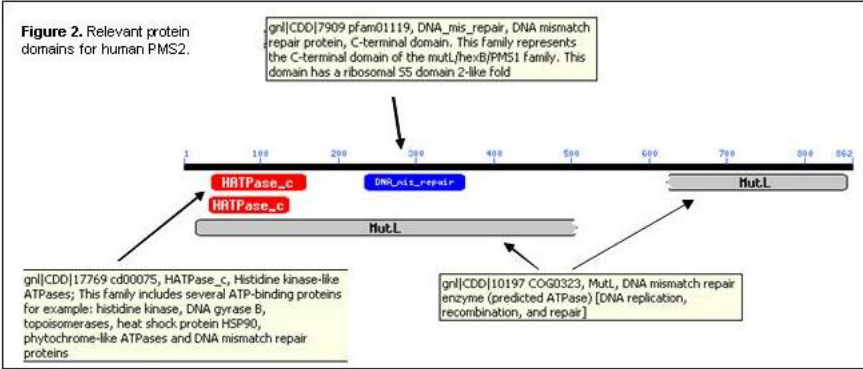 Figure 2. Relevant protein
domains for human PMS2.
gnl|CDD|7909 pfam01119, DNA_mis_repair, DNA mismatch
repair protein, C-terminal domain. This family represents
the C-terminal domain of the mutL/hexB/PMS1 family. This
domain has a ribosomal S5 domain 2-like fold
1 100 200 300 400 500 600 700 800 862
HATPase_c DNA_mis_repair MutL
HATPase_c
MutL
gnl|CDD|17769 cd00075, HATPase_c, Histidine kinase-like
ATPases; This family includes several ATP-binding proteins
for example: histidine kinase, DNA gyrase B,
topoisomerases, heat shock protein HSP90,
phytochrome-like ATPases and DNA mismatch repair
proteins
gnl|CDD|10197 COG0323, MutL, DNA mismatch repair
enzyme (predicted ATPase) [DNA replication,
recombination, and repair]